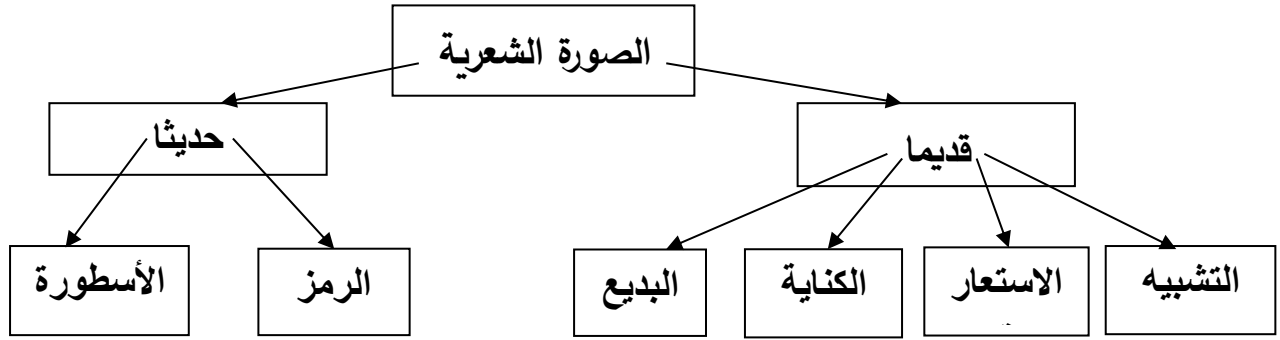 الصورة الشعرية
قديما
حديثا
التشبيه
الاستعار
الكناية
البديع
الرمز
الأسطورة